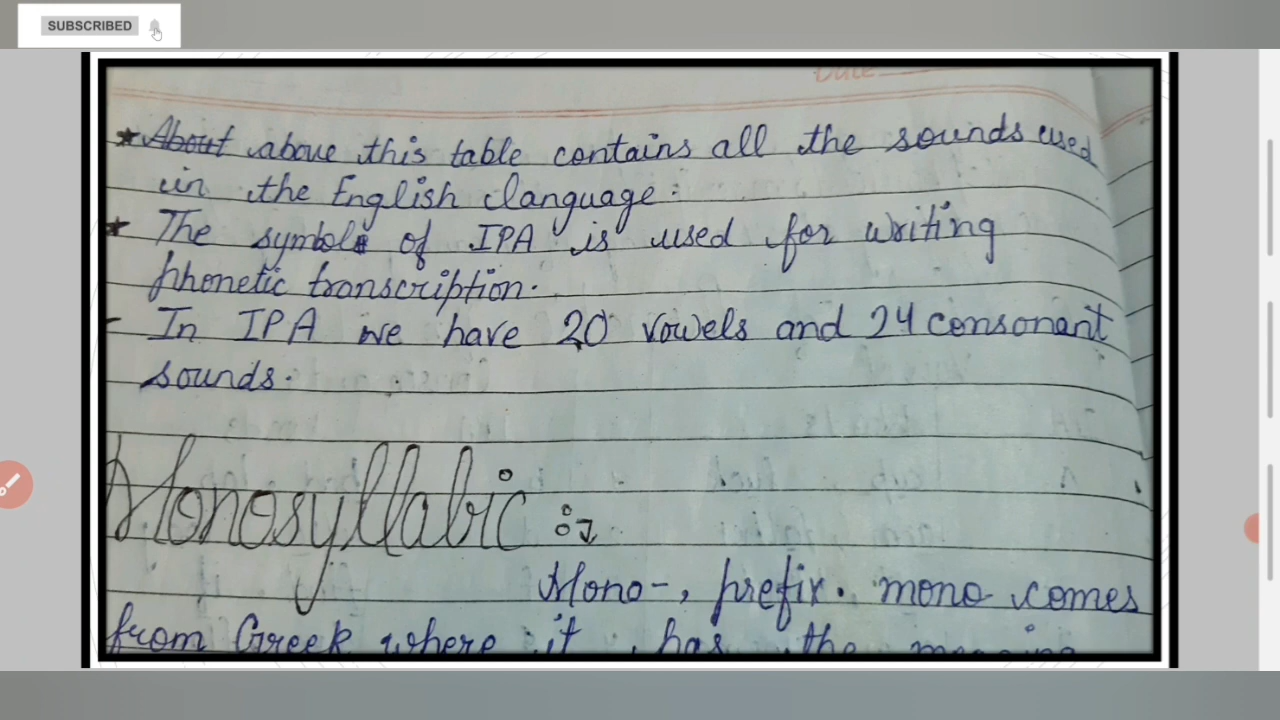 SUBSCRIBED
Date
★ About above this table contains all the sounds used
in the English language.
★ The symbols of IPA is used for writing
phonetic transcription.
- In IPA we have 20 vowels and 24 consonant
sounds.
Monosyllabic :-
Mono-, prefix. mono comes
from Greek where it has the meaning